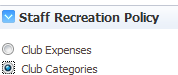 Staff Recreation Policy
Club Expenses
Club Categories